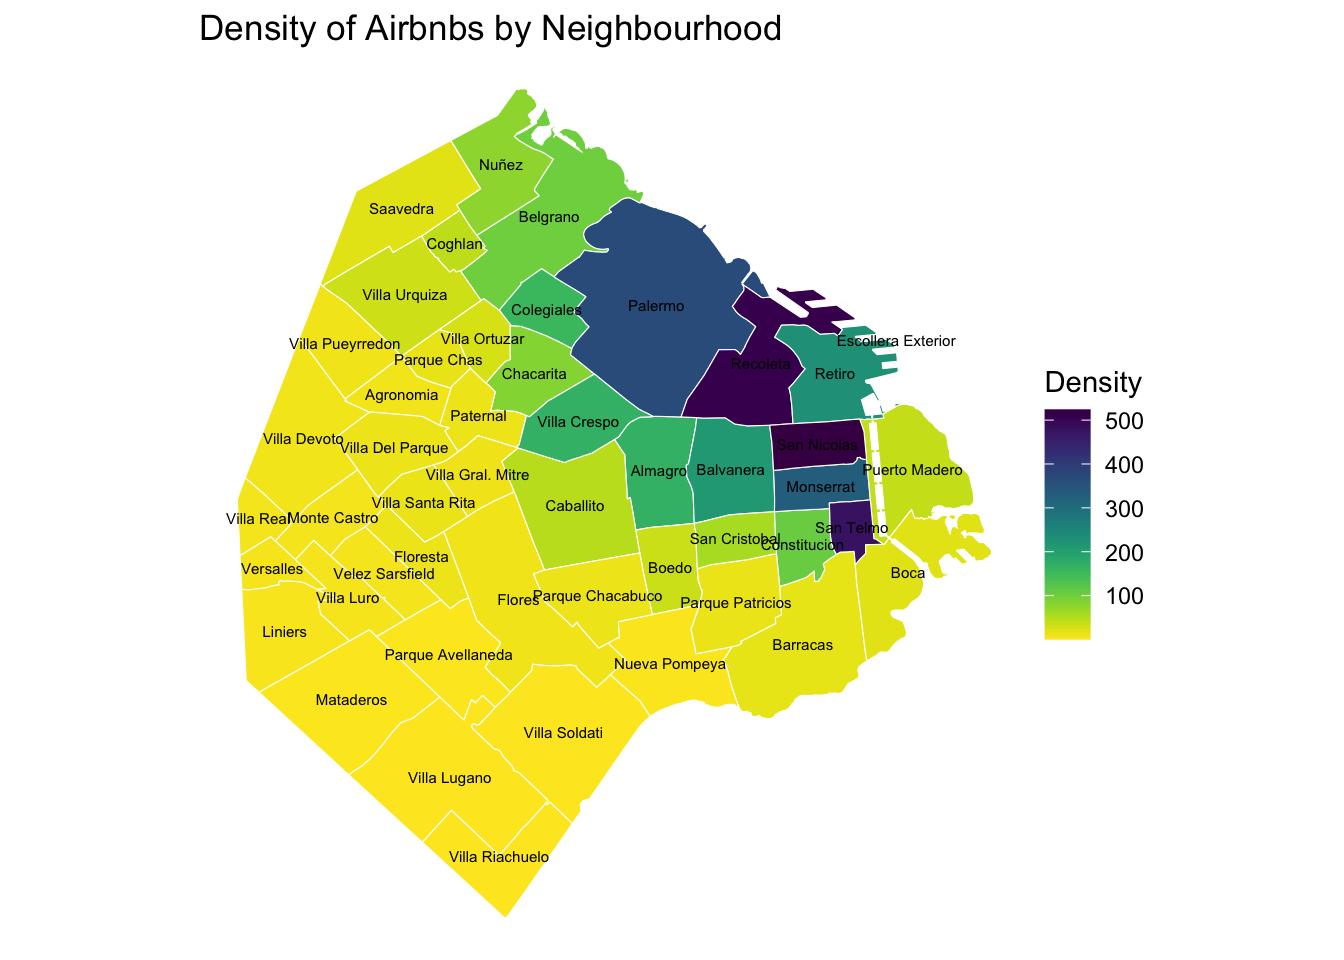 Density of Airbnbs by Neighbourhood
Nuñez
Saavedra
Belgrano
Coghlan
Villa Urquiza
Palermo
Colegiales
Villa Ortuzar
Escollera Exterior
Villa Pueyrredon
Parque Chas
Recoleta
Chacarita
Retiro
Agronomia
Paternal
Villa Crespo
Villa Devoto
Villa Del Parque
San Nicolas
Almagro
Balvanera
Puerto Madero
Villa Gral. Mitre
Monserrat
Villa Santa Rita
Caballito
Villa Real
Monte Castro
San Telmo
San Cristobal
Constitucion
Floresta
Versalles
Velez Sarsfield
Boedo
Boca
Villa Luro
Flores
Parque Chacabuco
Parque Patricios
Liniers
Barracas
Parque Avellaneda
Nueva Pompeya
Mataderos
Villa Soldati
Villa Lugano
Villa Riachuelo
Density
500
400
300
200
100